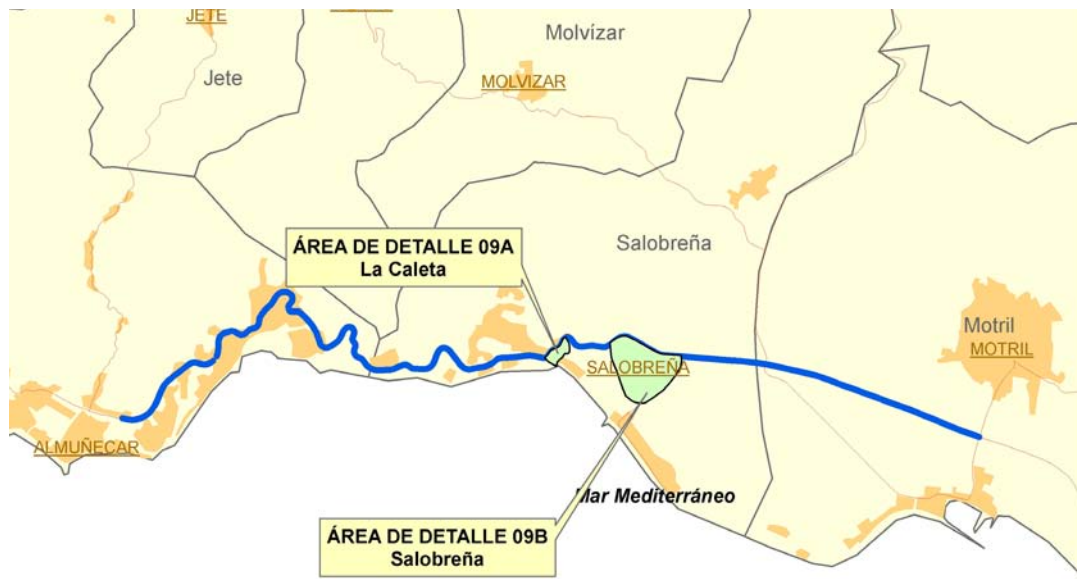 JETE
Molvízar
Jete
MOLVIZAR
ÁREA DE DETALLE 09A
La Caleta
Salobreña
Motril
MOTRIL
SALOBREÑA
ALMUÑECAR
Mar Mediterráneo
ÁREA DE DETALLE 09B
Salobreña